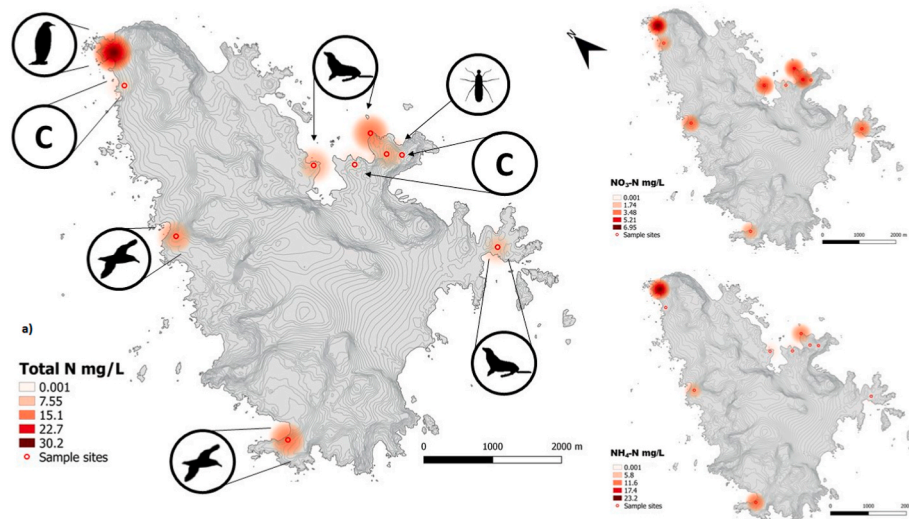 N
C
C
a)
Total N mg/L
0.001
7.55
15.1
22.7
30.2
Sample sites
0 1000 2000 m
NO3-N mg/L
0.001
1.74
3.48
5.21
6.95
Sample sites
0 1000 2000 m
NH4-N mg/L
0.001
5.8
11.6
17.4
23.2
Sample sites
0 1000